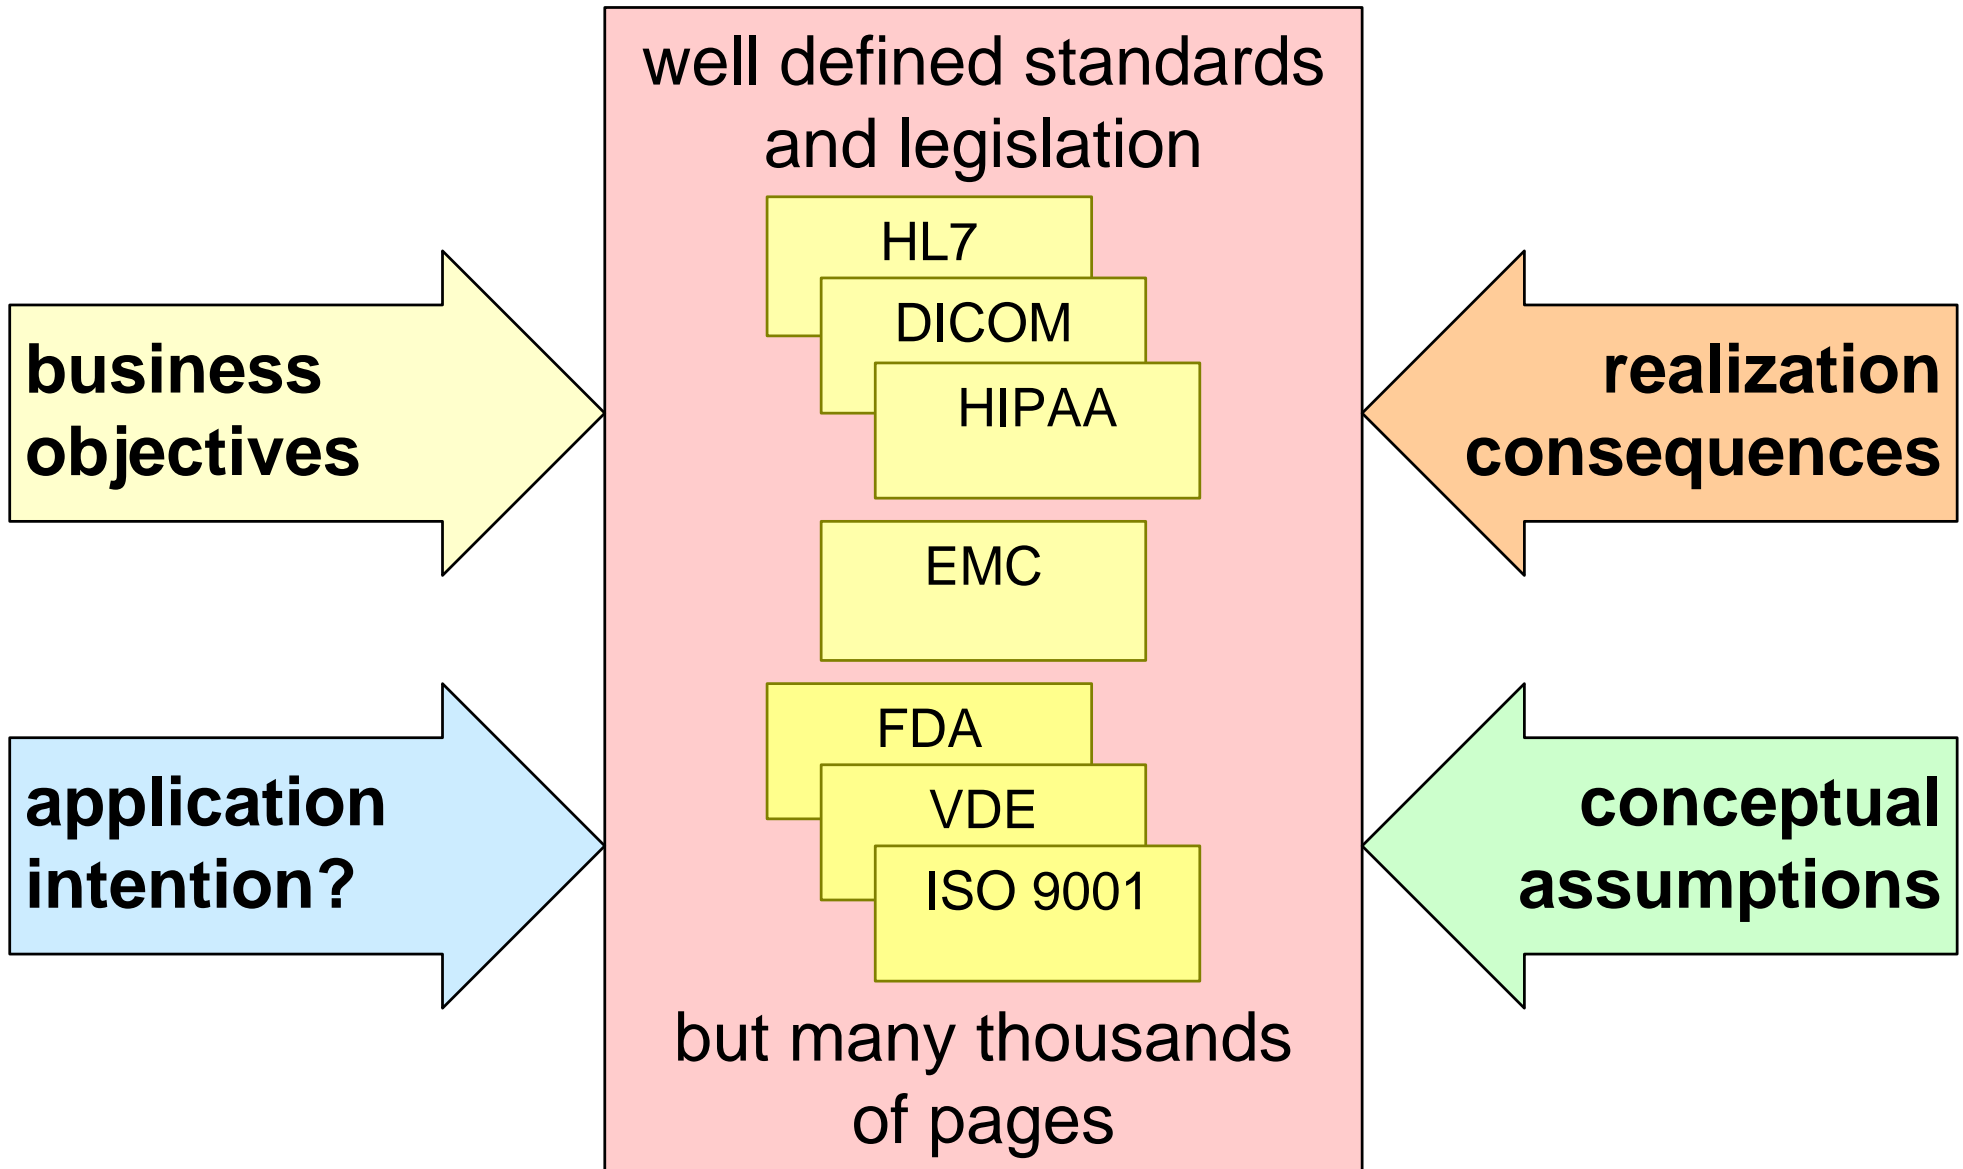 well defined standards
and legislation
HL7
DICOM
HIPAA
EMC
FDA
VDE
ISO 9001
but many thousands
of pages
business
objectives
application
intention?
realization
consequences
conceptual
assumptions